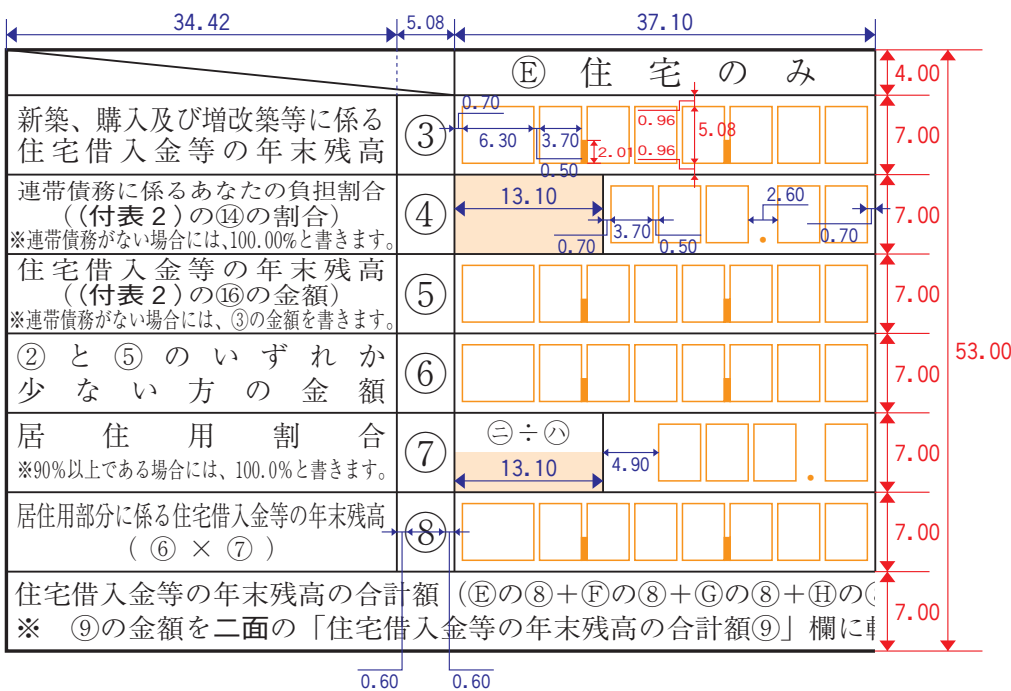 34.42 5.08 37.10
Ⓔ 住宅のみ 4.00
新築、購入及び増改築等に係る
住宅借入金等の年末残高
③ 0.70 6.30 3.70 0.50 2.01 0.96 0.96 5.08 7.00
連帯債務に係るあなたの負担割合
((付表2)の⑭の割合)
※連帯債務がない場合には、100.00%と書きます。
④ 13.10 0.70 3.70 0.50 2.60 0.70 7.00
住宅借入金等の年末残高
((付表2)の⑯の金額)
※連帯債務がない場合には、③の金額を書きます。
⑤ 7.00
②と⑤のいずれか
少ない方の金額
⑥ 7.00 53.00
居住用割合
※90%以上である場合には、100.0%と書きます。
⑦ ㋥÷㋩ 13.10 4.90 7.00
居住用部分に係る住宅借入金等の年末残高
(⑥×⑦)
⑧ 7.00
住宅借入金等の年末残高の合計額(Ⓔの⑧+Ⓕの⑧+Ⓖの⑧+Ⓗの
※ ⑨の金額を二面の「住宅借入金等の年末残高の合計額⑨」欄に
7.00
0.60 0.60